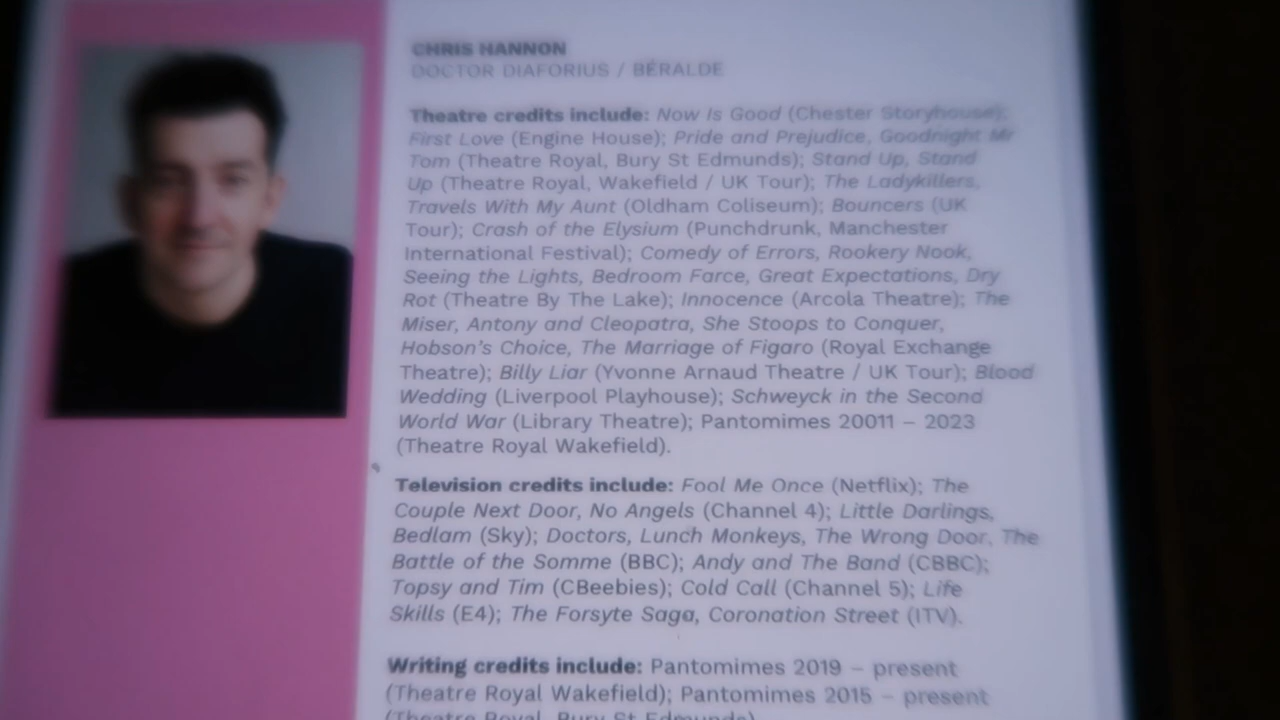 CHRIS HANNON
DOCTOR DIAFORIUS / BÉRALDE
Theatre credits include: Now Is Good (Chester Storyhouse);
First Love (Engine House); Pride and Prejudice, Goodnight Mr
Tom (Theatre Royal, Bury St Edmunds); Stand Up, Stand
Up (Theatre Royal, Wakefield / UK Tour); The Ladykillers,
Travels With My Aunt (Oldham Coliseum); Bouncers (UK
Tour); Crash of the Elysium (Punchdrunk, Manchester
International Festival); Comedy of Errors, Rookery Nook,
Seeing the Lights, Bedroom Farce, Great Expectations, Dry
Rot (Theatre By The Lake); Innocence (Arcola Theatre); The
Miser, Antony and Cleopatra, She Stoops to Conquer,
Hobson's Choice, The Marriage of Figaro (Royal Exchange
Theatre); Billy Liar (Yvonne Arnaud Theatre / UK Tour); Blood
Wedding (Liverpool Playhouse); Schweyck in the Second
World War (Library Theatre); Pantomimes 20011 – 2023
(Theatre Royal Wakefield).
Television credits include: Fool Me Once (Netflix); The
Couple Next Door, No Angels (Channel 4); Little Darlings,
Bedlam (Sky); Doctors, Lunch Monkeys, The Wrong Door, The
Battle of the Somme (BBC); Andy and The Band (CBBC);
Topsy and Tim (CBeebies); Cold Call (Channel 5); Life
Skills (E4); The Forsyte Saga, Coronation Street (ITV).
Writing credits include: Pantomimes 2019 – present
(Theatre Royal Wakefield); Pantomimes 2015 – present
(Theatre Royal, Bury St Edmunds)